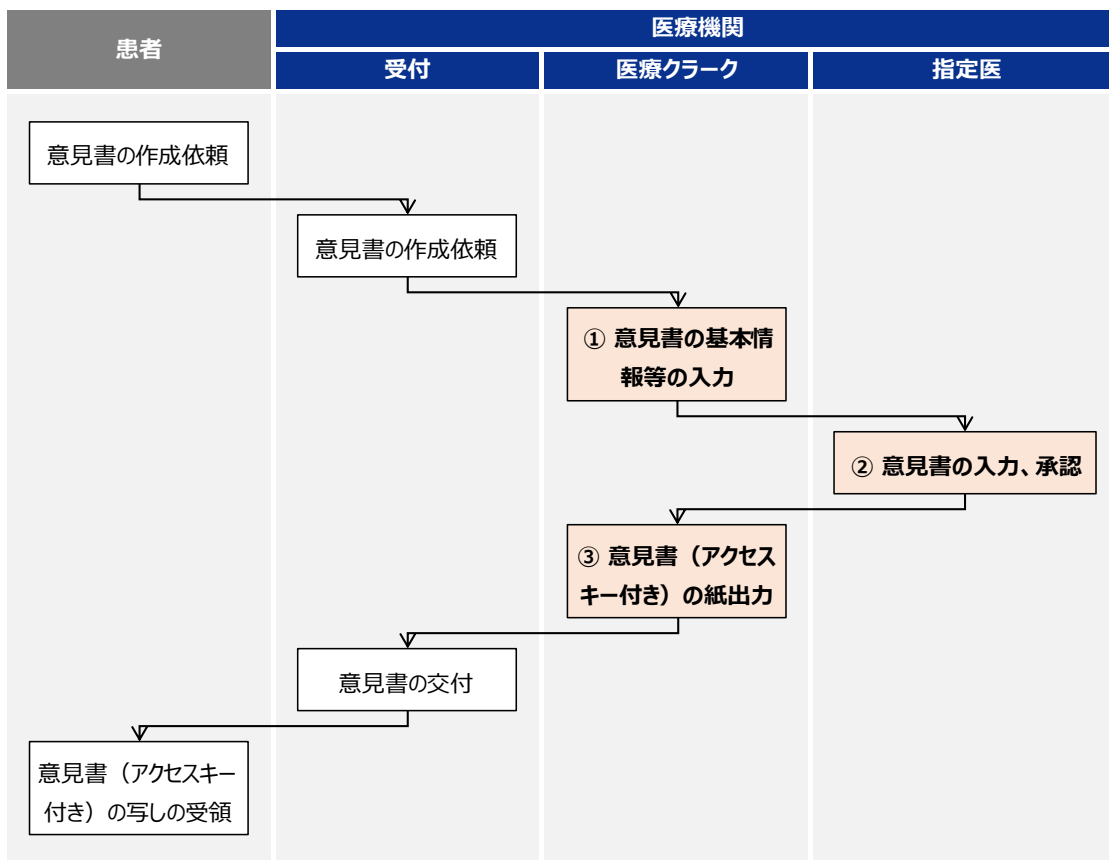 患者
医療機関
受付
医療クラーク
指定医
意見書の作成依頼
意見書の作成依頼
① 意見書の基本情
報等の入力
② 意見書の入力、承認
③ 意見書（アクセス
キー付き）の紙出力
意見書の交付
意見書（アクセスキー
付き）の写しの受領